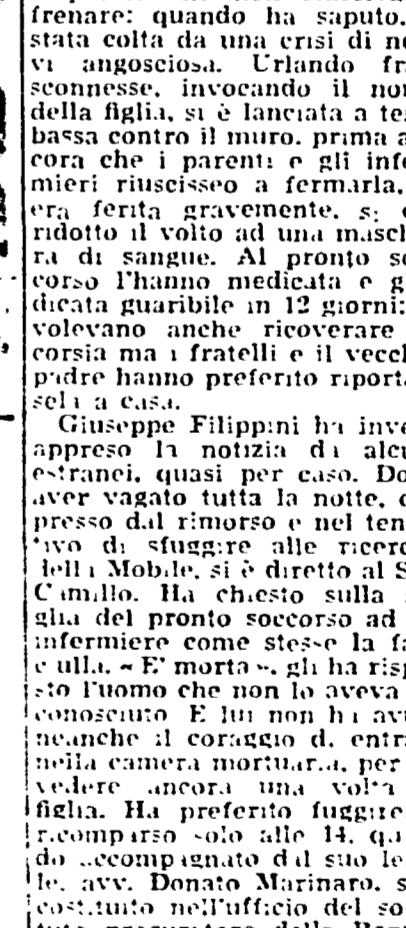 frenare: quando ha saputo.
stata colta da una crisi di ne
vi angosciosa. Urlando fra
sconnesse, invocando il no
della figlia, si è lanciata a te
bassa contro il muro. prima a
cora che i parenti e gli infe
mieri riuscisseo a fermarla,
era ferita gravemente. si
ridotto il volto ad una masch
ra di sangue. Al pronto so
corso l'hanno medicata e g
dicata guaribile in 12 giorni:
volevano anche ricoverare
corsia ma i fratelli e il vecch
padre hanno preferito riporta
seli a casa.
Giuseppe Filippini ha inve
appreso la notizia da alcu
estranei, quasi per caso. Do
aver vagato tutta la notte, o
presso dal rimorso e nel ten
tivo di sfuggire alle ricerc
della Mobile, si è diretto al S
Camillo. Ha chiesto sulla
glia del pronto soccorso ad
infermiere come stesse la fa
ciulla. « E' morta », gli ha risp
sto l'uomo che non lo aveva
conosciuto E lui non ha avu
neanche il coraggio di entra
nella camera mortuaria, per
vedere ancora una volta
figlia. Ha preferito fuggire
ricomparso solo alle 14, qu
do accompagnato dal suo le
le, avv. Donato Marinaro, s
costituito nell'ufficio del so